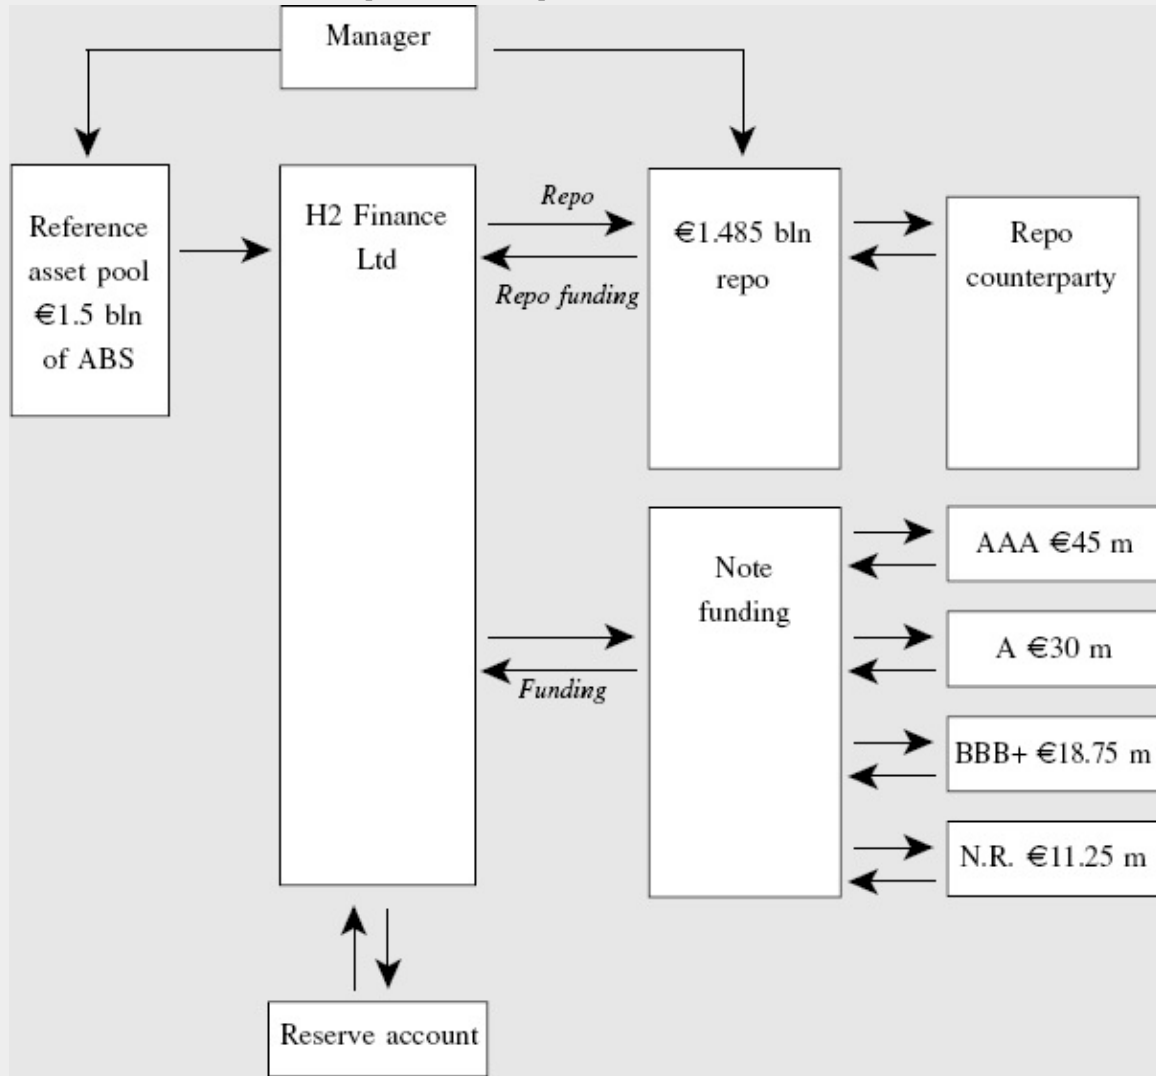 Manager
Reference
asset pool
€1.5 bln
of ABS
H2 Finance
Ltd
Repo
Repo funding
€1.485 bln
repo
Repo
counterparty
Funding
Note
funding
AAA €45 m
A €30 m
BBB+ €18.75 m
N.R. €11.25 m
Reserve account